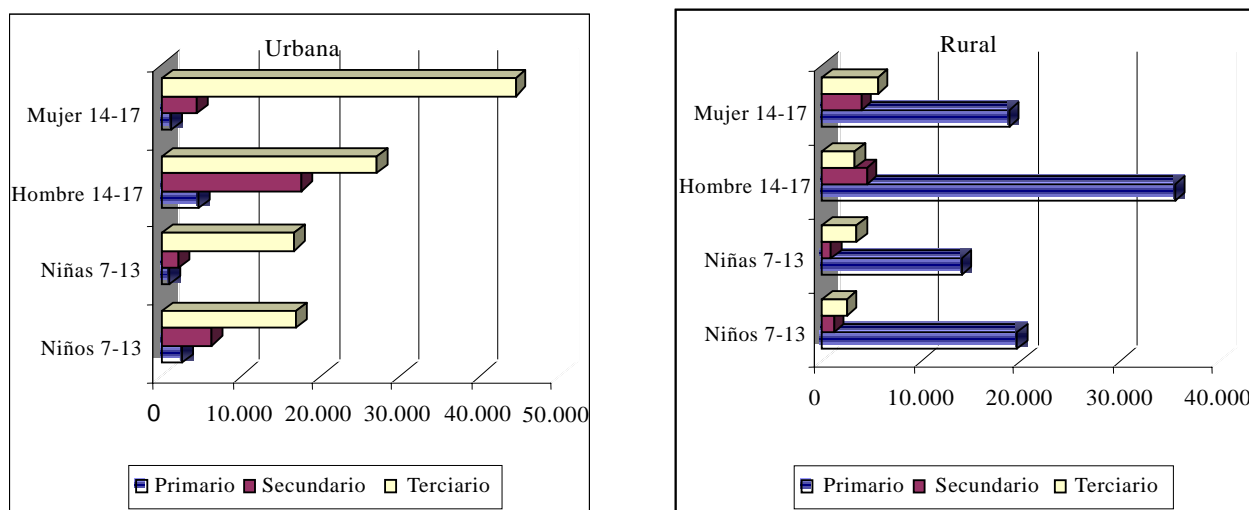 Urbana
Mujer 14-17
Hombre 14-17
Niñas 7-13
Niños 7-13
0 10.000 20.000 30.000 40.000 50.000
Primario Secundario Terciario
Rural
Mujer 14-17
Hombre 14-17
Niñas 7-13
Niños 7-13
0 10.000 20.000 30.000 40.000
Primario Secundario Terciario